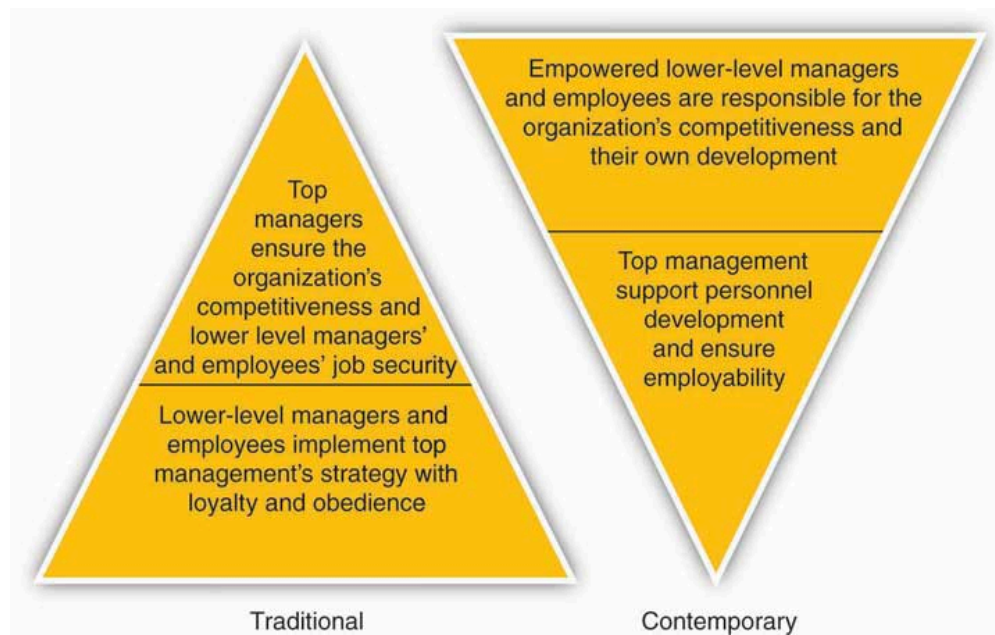 Top
managers
ensure the
organization's
competitiveness and
lower level managers'
and employees' job security
Lower-level managers and
employees implement top
management's strategy with
loyalty and obedience
Traditional
Empowered lower-level managers
and employees are responsible for the
organization's competitiveness and
their own development
Top management
support personnel
development
and ensure
employability
Contemporary